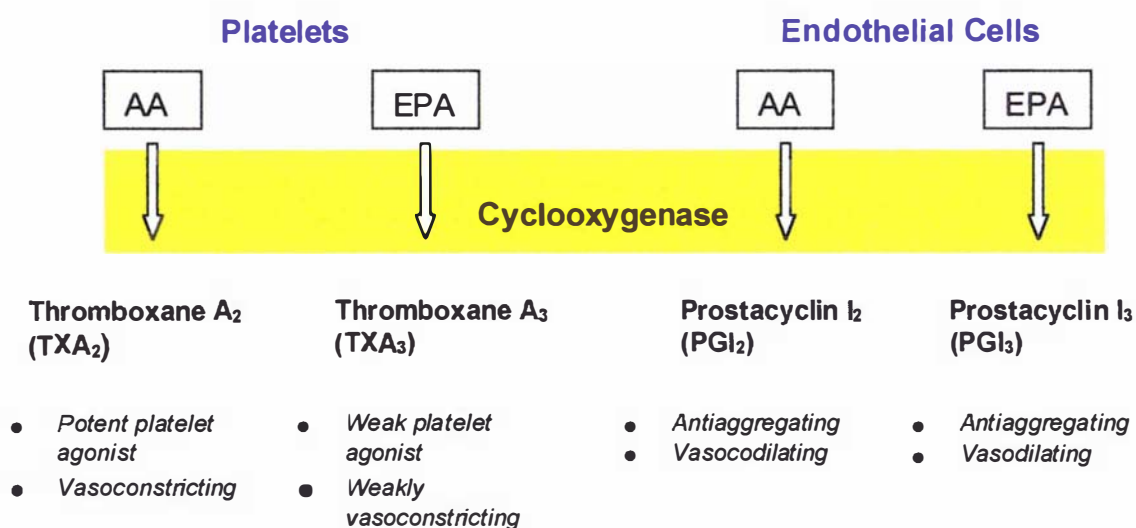 Platelets
Endothelial Cells
AA
EPA
AA
EPA
Cyclooxygenase
Thromboxane A₂
(TXA₂)
Thromboxane A₃
(TXA₃)
Prostacyclin I₂
(PGI₂)
Prostacyclin I₃
(PGI₃)
• Potent platelet
agonist
• Vasoconstricting
• Weak platelet
agonist
• Weakly
vasoconstricting
• Antiaggregating
• Vasocodilating
• Antiaggregating
• Vasodilating